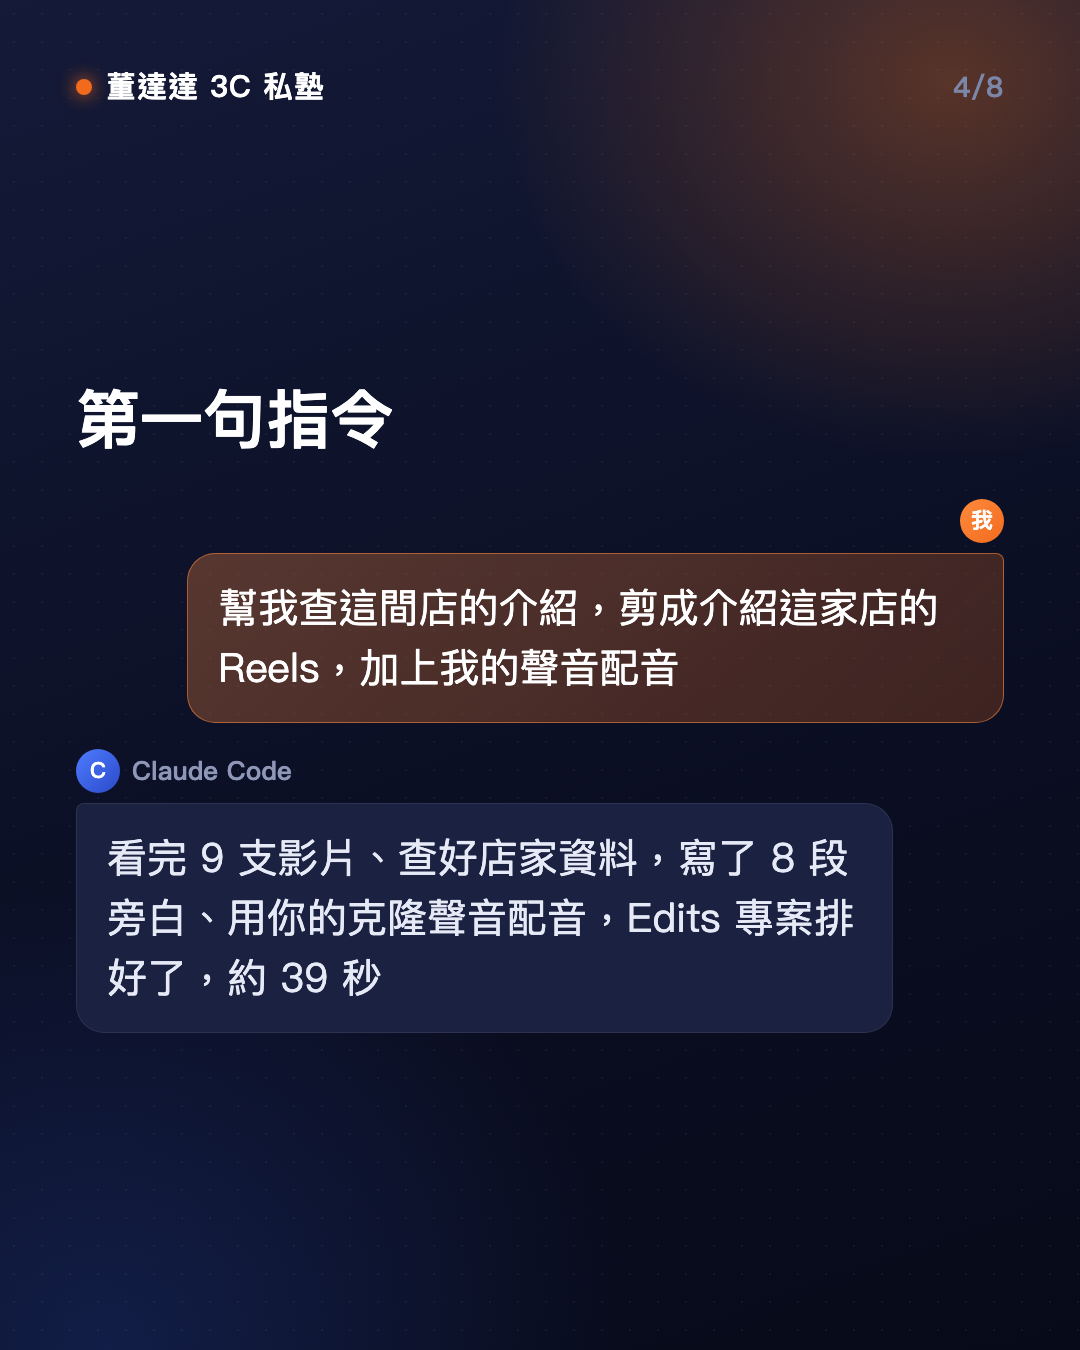 董達達 3C 私塾
4/8
第一句指令
我
幫我查這間店的介紹，剪成介紹這家店的
Reels，加上我的聲音配音
C Claude Code
看完 9 支影片、查好店家資料，寫了 8 段
旁白、用你的克隆聲音配音，Edits 專案排
好了，約 39 秒